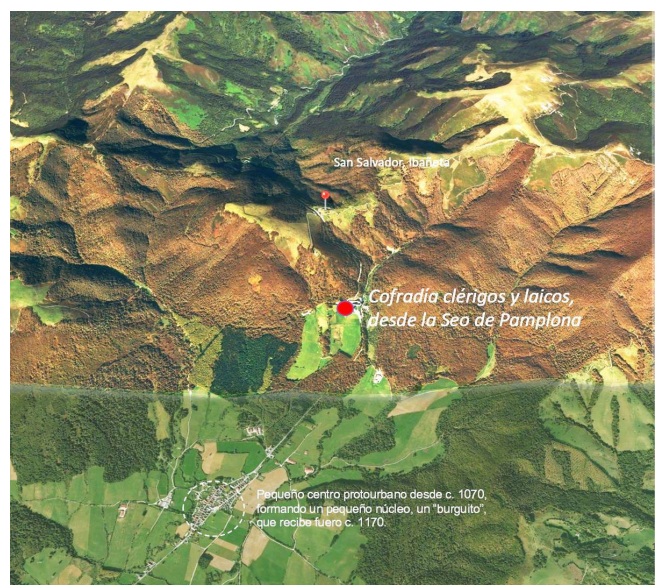 San Salvador, Ibañeta
Cofradía clérigos y laicos,
desde la Seo de Pamplona
Pequeño centro protourbano desde c. 1070,
formando un pequeño núcleo, un "burguito",
que recibe fuero c. 1170.